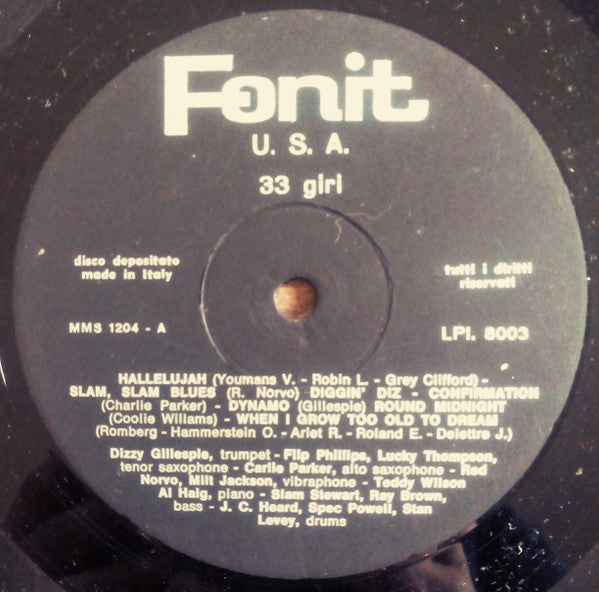 Fonit
U. S. A.
33 giri
disco depositato
made in Italy
tutti i diritti
riservati
MMS 1204 - A
LPI. 8003
HALLELUJAH (Youmans V. - Robin L. - Grey Clifford) -
SLAM, SLAM BLUES (R. Norvo) DIGGIN' DIZ - CONFIRMATION
(Charlie Parker) - DYNAMO (Gillespie) ROUND MIDNIGHT
(Coolie Wiliams) - WHEN I GROW TOO OLD TO DREAM
(Romberg - Hammerstein O. - Arlet R. - Roland E. - Delettre J.)
Dizzy Gillespie, trumpet - Flip Phillips, Lucky Thompson,
tenor saxophone - Carlie Parker, alto saxophone - Red
Norvo, Milt Jackson, vibraphone - Teddy Wilson
Al Haig, piano - Slam Stewart, Ray Brown,
bass - J. C. Heard, Spec Powell, Stan
Levey, drums